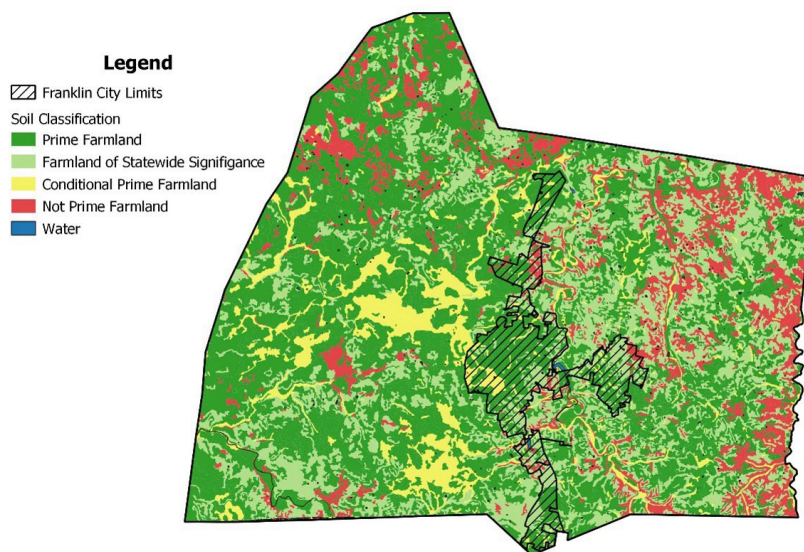 Legend
Franklin City Limits
Soil Classification
Prime Farmland
Farmland of Statewide Signifigance
Conditional Prime Farmland
Not Prime Farmland
Water